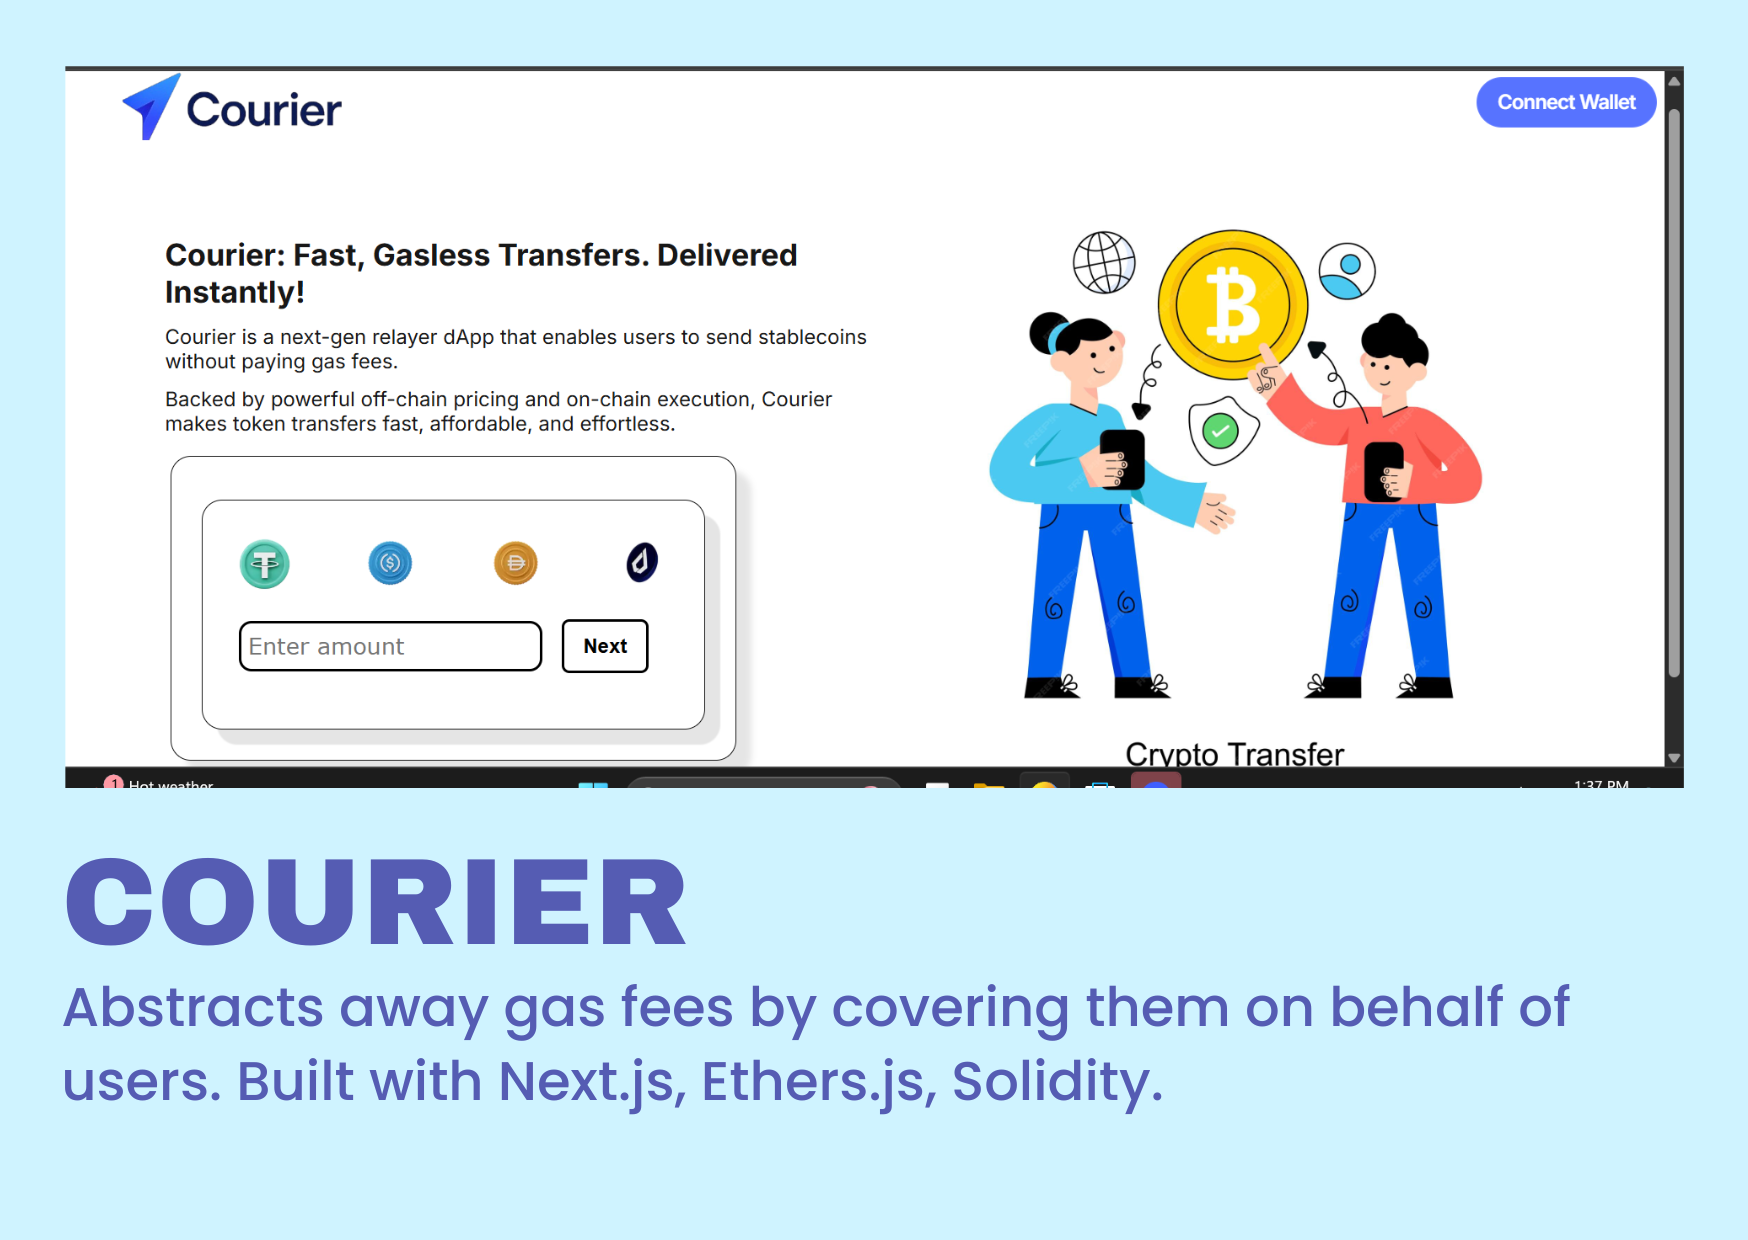 Courier
Connect Wallet
Courier: Fast, Gasless Transfers. Delivered
Instantly!
Courier is a next-gen relayer dApp that enables users to send stablecoins
without paying gas fees.
Backed by powerful off-chain pricing and on-chain execution, Courier
makes token transfers fast, affordable, and effortless.
Enter amount
Next
Crypto Transfer
1
Hot weather
1:37 PM
COURIER
Abstracts away gas fees by covering them on behalf of
users. Built with Next.js, Ethers.js, Solidity.